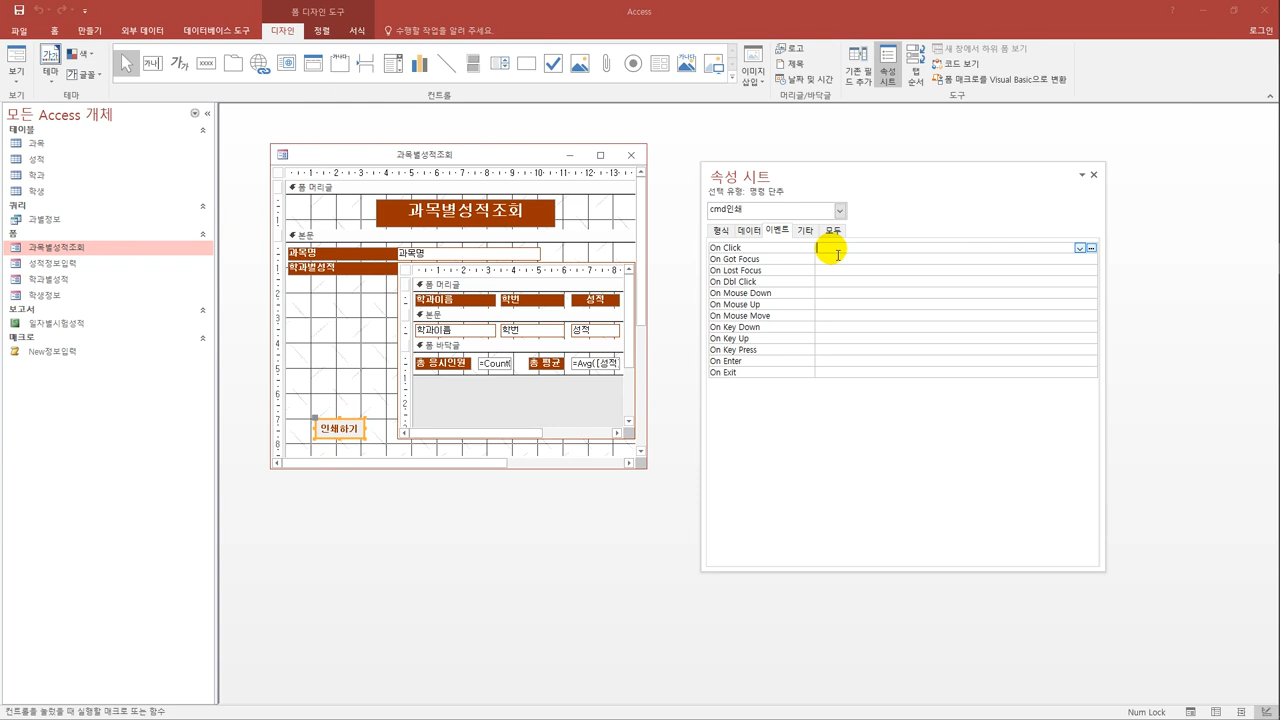 폼 디자인 도구
Access
파일
홈
만들기
외부 데이터
데이터베이스 도구
디자인
정렬
서식
수행할 작업을 알려 주세요.
로그인
보기
테마
색
글꼴
가나
xxxx
이미지 삽입
로고
제목
날짜 및 시간
기존 필드 추가
속성 시트
탭 순서
새 창에서 하위 폼 보기
코드 보기
폼 매크로를 Visual Basic으로 변환
보기
테마
컨트롤
머리글/바닥글
도구
모든 Access 개체
테이블
과목
성적
학과
학생
쿼리
과별정보
폼
과목별성적조회
성적정보입력
학과별성적
학생정보
보고서
일자별시험성적
매크로
New정보입력
과목별성적조회
폼 머리글
과목별성적조회
본문
과목명
과목명
학과별성적
폼 머리글
학과이름
학번
성적
본문
학과이름
학번
성적
폼 바닥글
총 응시인원
=Count(
총 평균
=Avg([성적
인쇄하기
속성 시트
선택 유형: 명령 단추
cmd인쇄
형식
데이터
이벤트
기타
모두
On Click
On Got Focus
On Lost Focus
On Dbl Click
On Mouse Down
On Mouse Up
On Mouse Move
On Key Down
On Key Up
On Key Press
On Enter
On Exit
컨트롤을 눌렀을 때 실행할 매크로 또는 함수
Num Lock